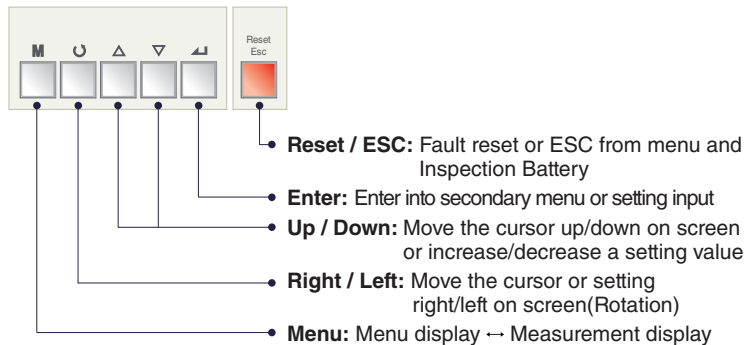 M
Reset
Esc
Reset / ESC: Fault reset or ESC from menu and
Inspection Battery
Enter: Enter into secondary menu or setting input
Up / Down: Move the cursor up/down on screen
or increase/decrease a setting value
Right / Left: Move the cursor or setting
right/left on screen(Rotation)
Menu: Menu display ↔ Measurement display